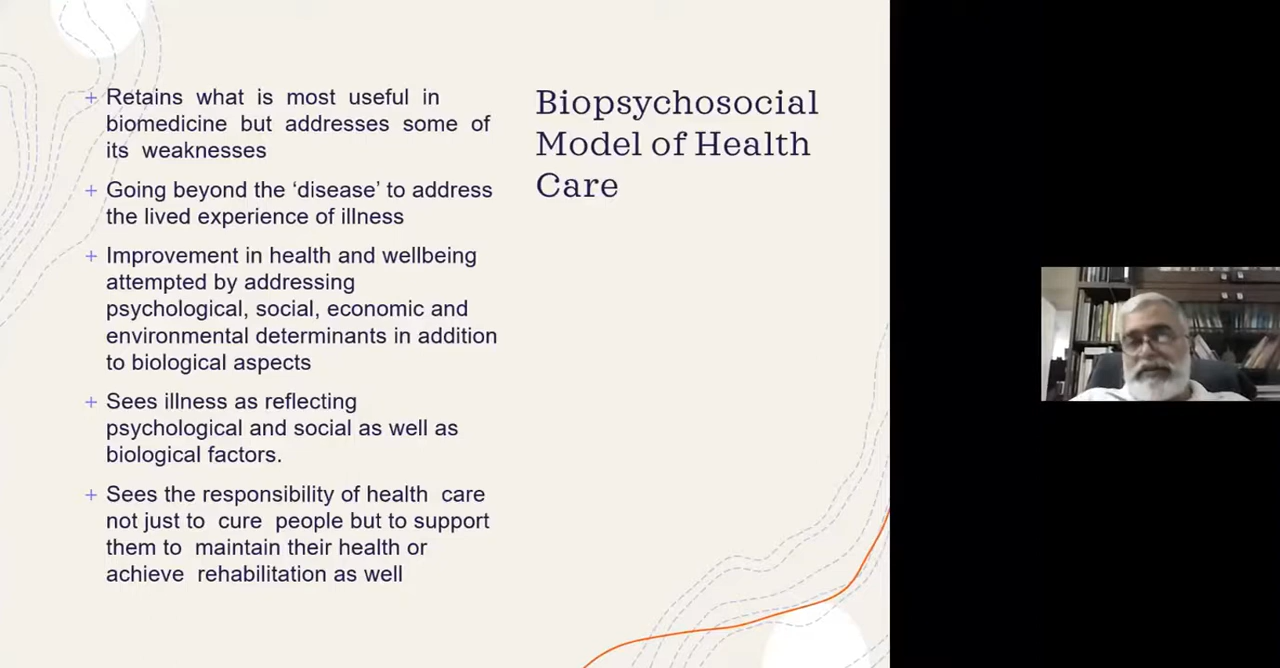 Biopsychosocial
Model of Health
Care
+ Retains what is most useful in
biomedicine but addresses some of
its weaknesses
+ Going beyond the ‘disease’ to address
the lived experience of illness
+ Improvement in health and wellbeing
attempted by addressing
psychological, social, economic and
environmental determinants in addition
to biological aspects
+ Sees illness as reflecting
psychological and social as well as
biological factors.
+ Sees the responsibility of health care
not just to cure people but to support
them to maintain their health or
achieve rehabilitation as well